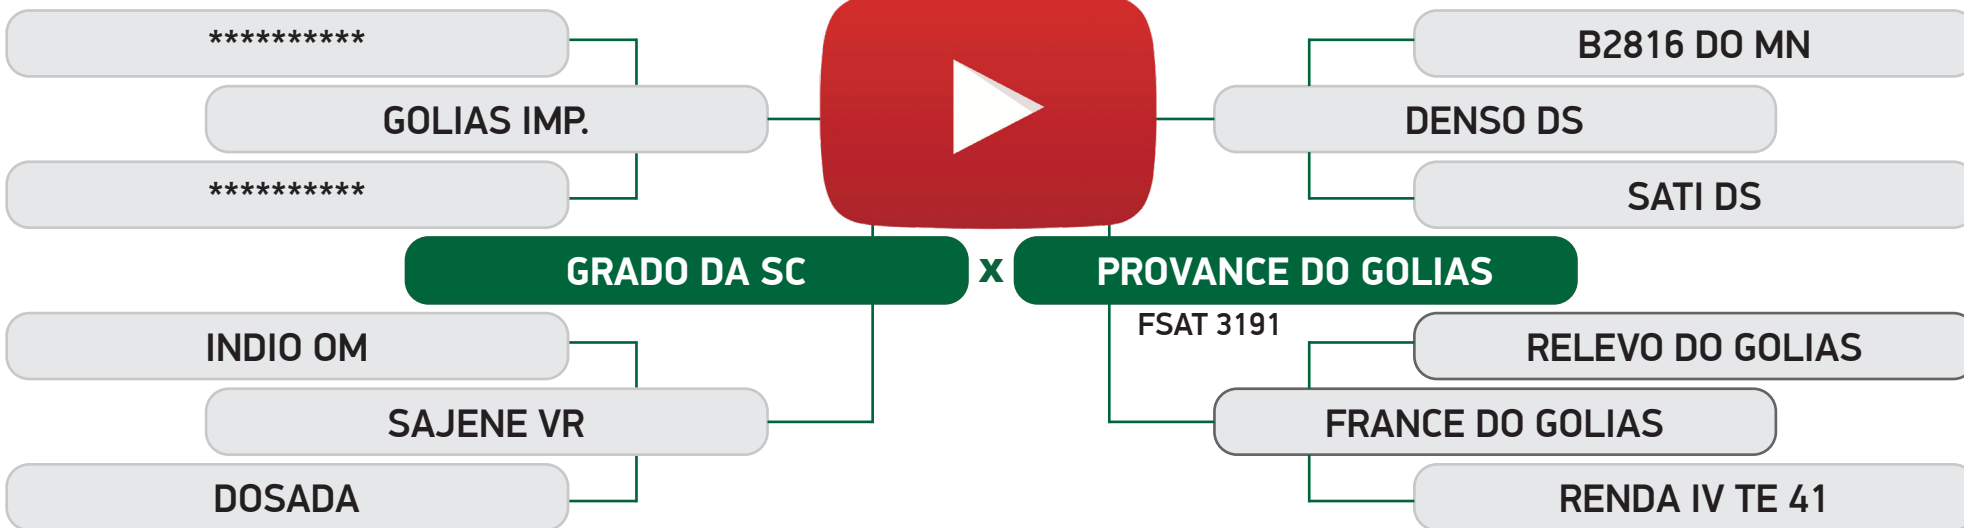 **********
B2816 DO MN
GOLIAS IMP.
DENSO DS
**********
SATI DS
GRADO DA SC x PROVANCE DO GOLIAS
FSAT 3191
INDIO OM
RELEVO DO GOLIAS
SAJENE VR
FRANCE DO GOLIAS
DOSADA
RENDA IV TE 41